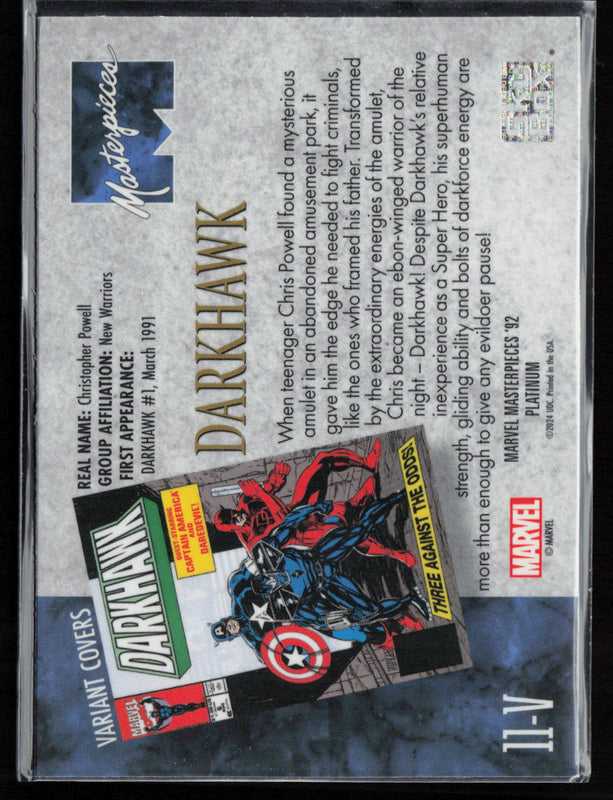 Masterpieces
SKY
BOX
®
REAL NAME: Christopher Powell
GROUP AFFILIATION: New Warriors
FIRST APPEARANCE:
DARKHAWK #1, March 1991
DARKHAWK
When teenager Chris Powell found a mysterious
amulet in an abandoned amusement park, it
gave him the edge he needed to fight criminals,
like the ones who framed his father. Transformed
by the extraordinary energies of the amulet,
Chris became an ebon-winged warrior of the
night – Darkhawk! Despite Darkhawk's relative
inexperience as a Super Hero, his superhuman
strength, gliding ability and bolts of darkforce energy are
more than enough to give any evildoer pause!
MARVEL MASTERPIECES '92
PLATINUM
©2024 UDC. Printed in the USA.
MARVEL
© MARVEL
VARIANT COVERS
MARVEL
6
DARKHAWK
GUEST-STARRING
CAPTAIN AMERICA
AND
DAREDEVIL!
THREE AGAINST THE ODDS!
11-V